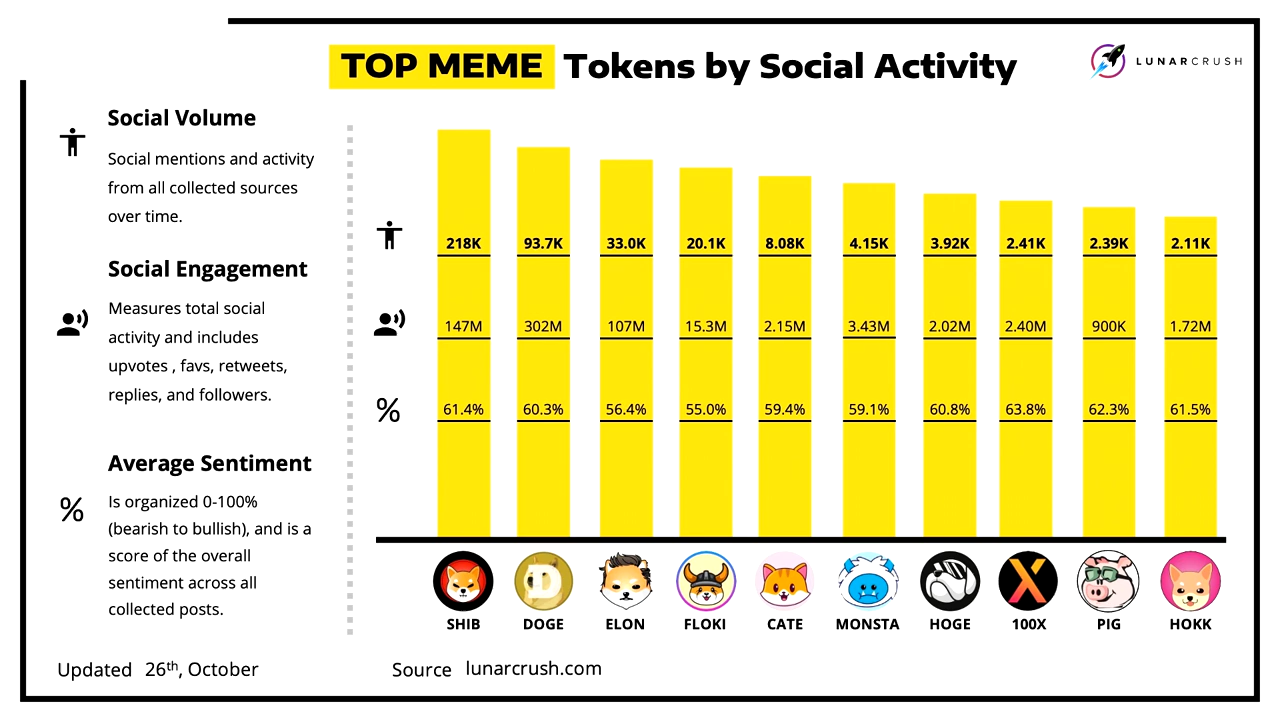 TOP MEME Tokens by Social Activity
LUNARCRUSH
Social Volume
Social mentions and activity
from all collected sources
over time.
Social Engagement
Measures total social
activity and includes
upvotes , favs, retweets,
replies, and followers.
Average Sentiment
%
Is organized 0-100%
(bearish to bullish), and is a
score of the overall
sentiment across all
collected posts.
218K 93.7K 33.0K 20.1K 8.08K 4.15K 3.92K 2.41K 2.39K 2.11K
147M 302M 107M 15.3M 2.15M 3.43M 2.02M 2.40M 900K 1.72M
% 61.4% 60.3% 56.4% 55.0% 59.4% 59.1% 60.8% 63.8% 62.3% 61.5%
SHIB DOGE ELON FLOKI CATE MONSTA HOGE 100X PIG HOKK
Updated 26th, October
Source lunarcrush.com